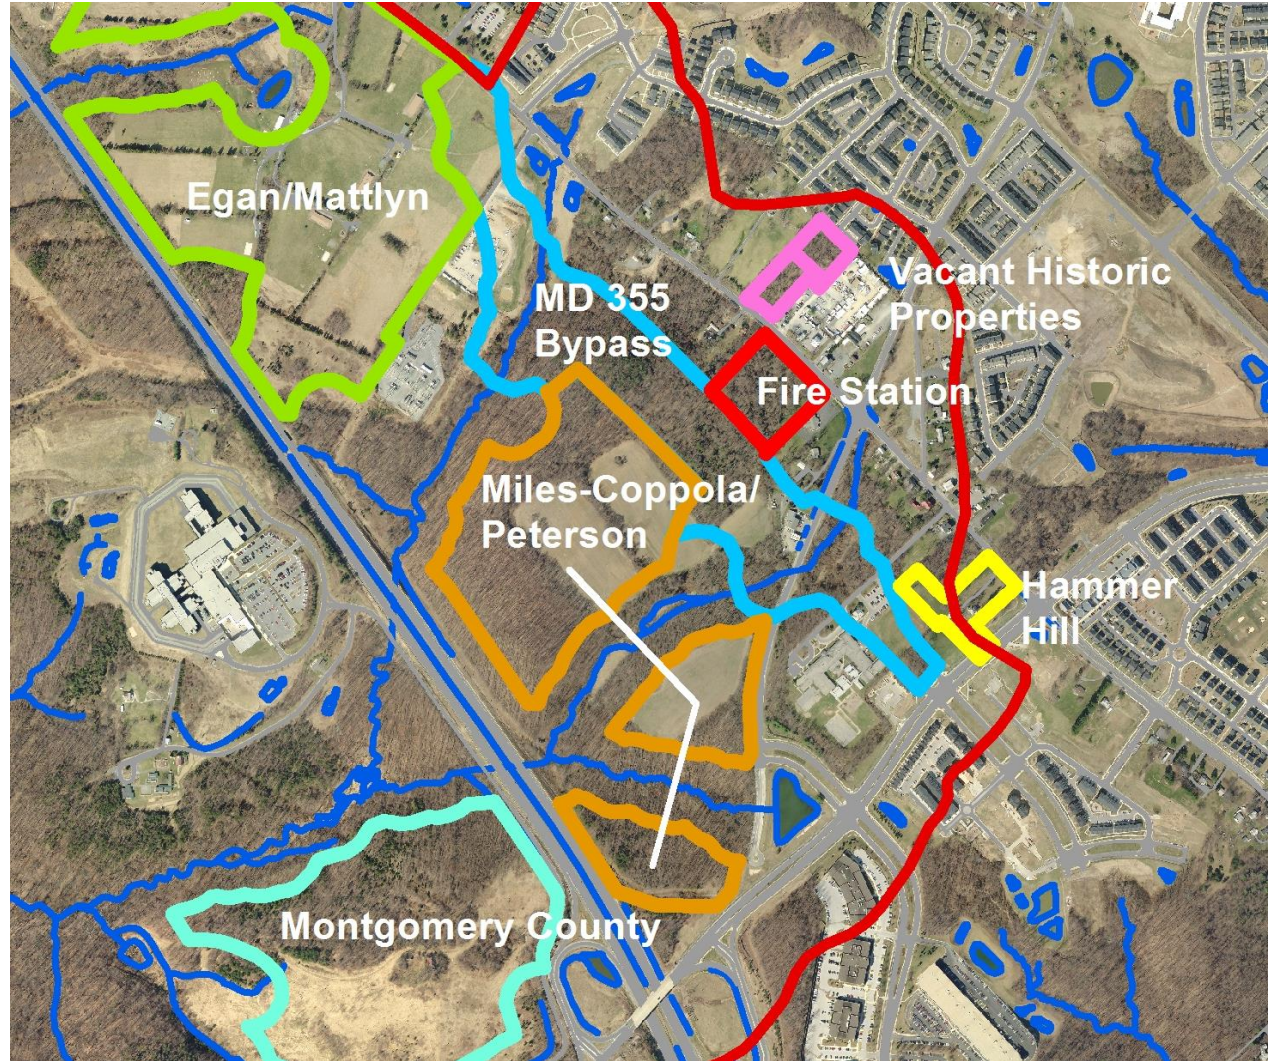 Egan/Mattlyn
Vacant Historic
Properties
MD 355
Bypass
Fire Station
Miles-Coppola/
Peterson
Hammer
Hill
Montgomery County